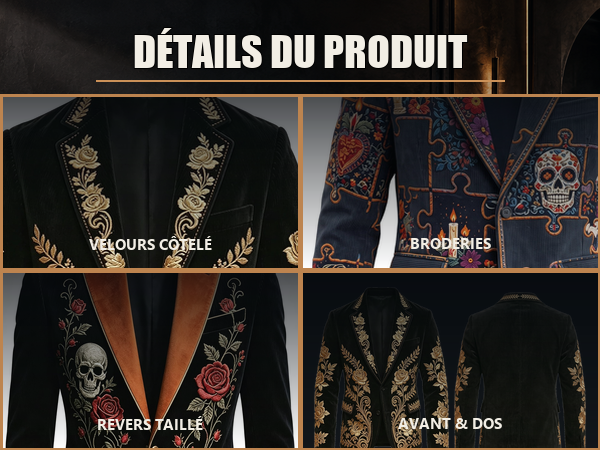 DÉTAILS DU PRODUIT
VELOURS CÔTELÉ
BRODERIES
REVERS TAILLÉ
AVANT & DOS